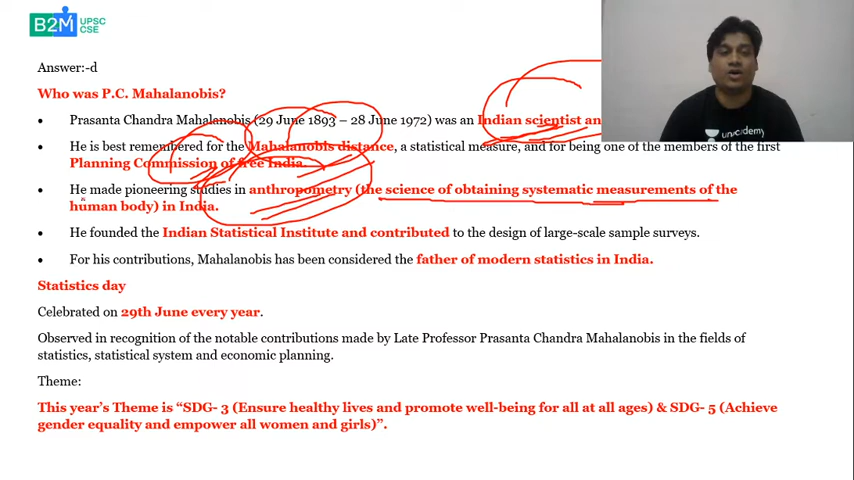 B2M UPSC
CSE
Answer:-d
Who was P.C. Mahalanobis?
• Prasanta Chandra Mahalanobis (29 June 1893 – 28 June 1972) was an Indian scientist an
• He is best remembered for the Mahalanobis distance, a statistical measure, and for being one of the members of the first
Planning Commission of free India.
• He made pioneering studies in anthropometry (the science of obtaining systematic measurements of the
human body) in India.
• He founded the Indian Statistical Institute and contributed to the design of large-scale sample surveys.
• For his contributions, Mahalanobis has been considered the father of modern statistics in India.
Statistics day
Celebrated on 29th June every year.
Observed in recognition of the notable contributions made by Late Professor Prasanta Chandra Mahalanobis in the fields of
statistics, statistical system and economic planning.
Theme:
This year's Theme is “SDG- 3 (Ensure healthy lives and promote well-being for all at all ages) & SDG- 5 (Achieve
gender equality and empower all women and girls)”.
unacademy